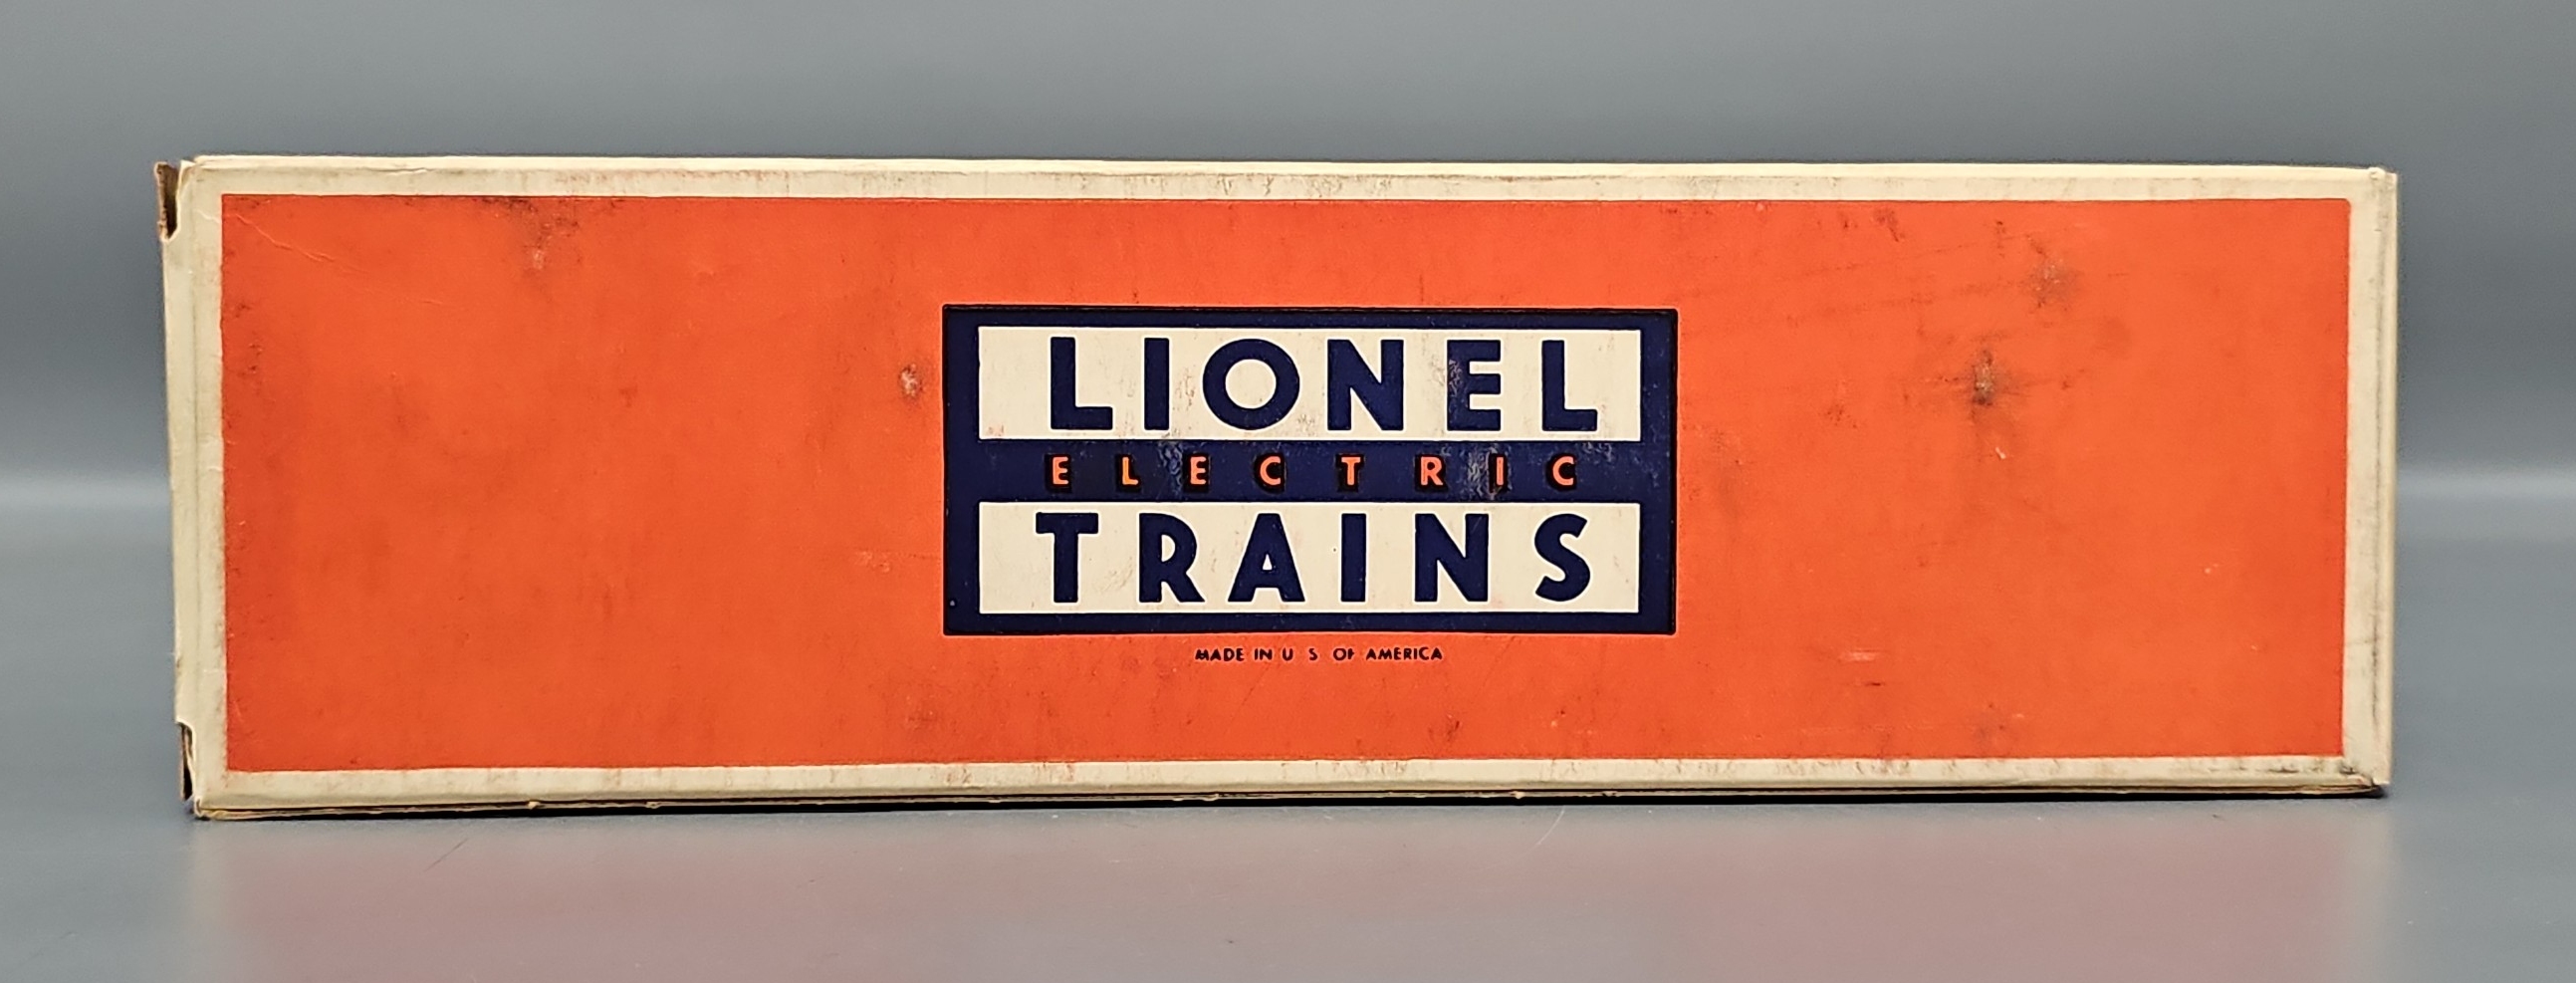 LIONEL
ELECTRIC
TRAINS
MADE IN U S OF AMERICA